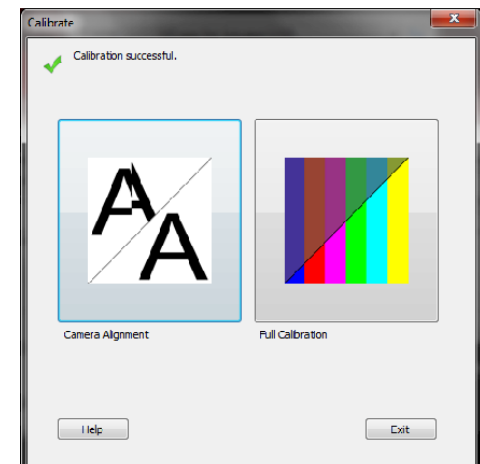 Calibrate
Calibration successful.
A
A
Camera Alignment
Full Calibration
Help
Exit